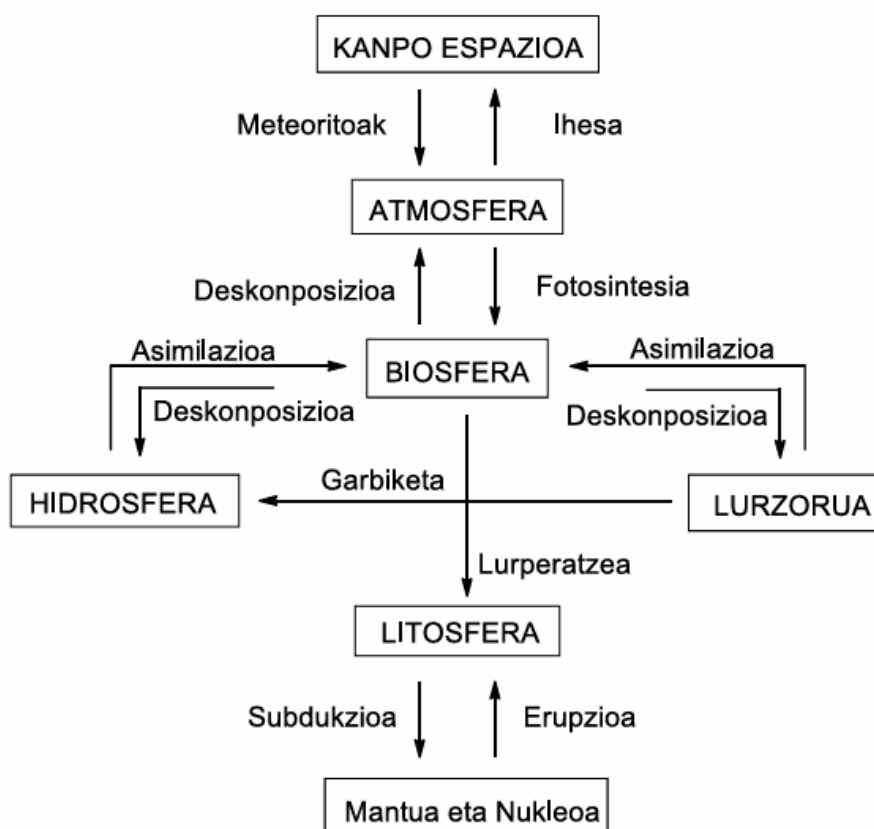 KANPO ESPAZIOA
Meteoritoak
Ihesa
ATMOSFERA
Deskonposizioa
Fotosintesia
Asimilazioa
BIOSFERA
Asimilazioa
Deskonposizioa
Deskonposizioa
HIDROSFERA
Garbiketa
LURZORUA
Lurperatzea
LITOSFERA
Subdukzioa
Erupzioa
Mantua eta Nukleoa